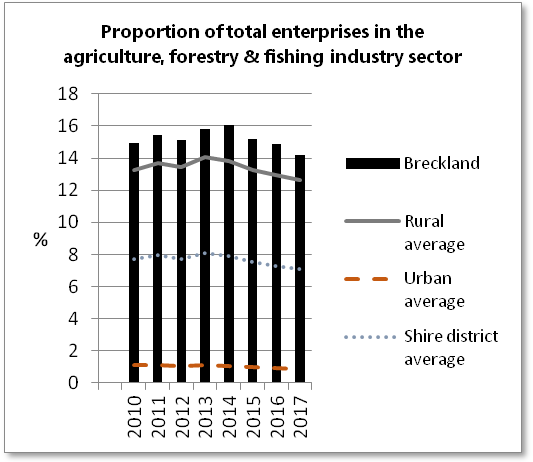 Proportion of total enterprises in the
agriculture, forestry & fishing industry sector
18
16
14
12
10
8
6
4
2
0
%
2010
2011
2012
2013
2014
2015
2016
2017
Breckland
Rural
average
Urban
average
Shire district
average